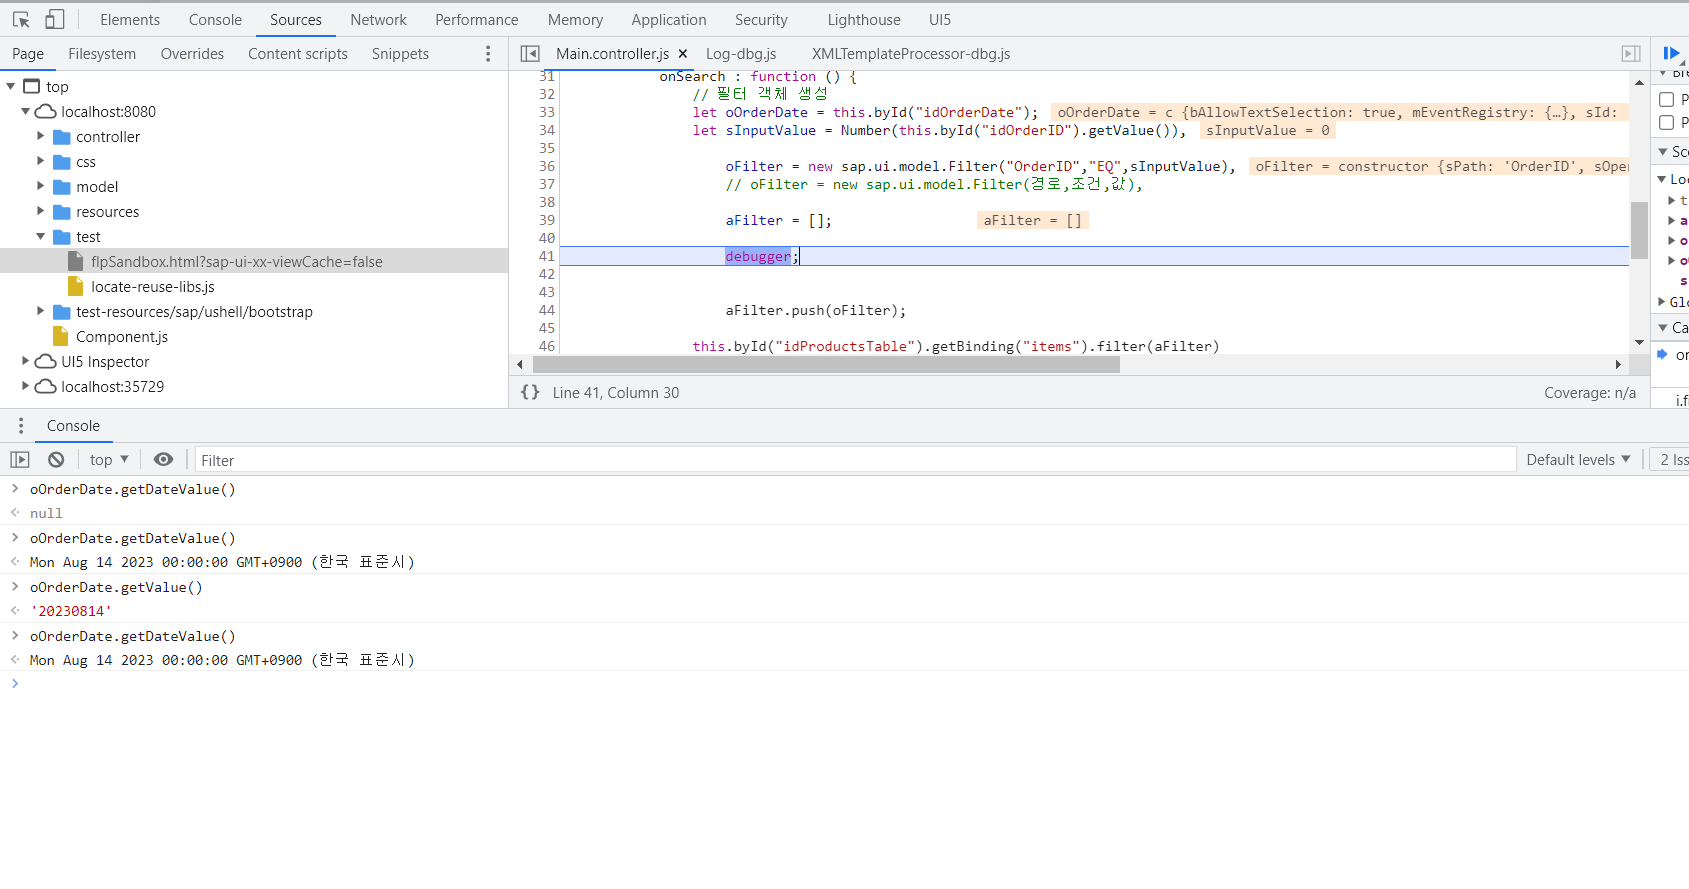 Elements Console Sources Network Performance Memory Application Security Lighthouse UI5
Page Filesystem Overrides Content scripts Snippets
Main.controller.js × Log-dbg.js XMLTemplateProcessor-dbg.js
top
localhost:8080
controller
css
model
resources
test
flpSandbox.html?sap-ui-xx-viewCache=false
locate-reuse-libs.js
test-resources/sap/ushell/bootstrap
Component.js
UI5 Inspector
localhost:35729
31 onSearch : function () {
32 // 필터 객체 생성
33 let oOrderDate = this.byId("idOrderDate"); oOrderDate = c {bAllowTextSelection: true, mEventRegistry: {…}, sId:
34 let sInputValue = Number(this.byId("idOrderID").getValue()), sInputValue = 0
35
36 oFilter = new sap.ui.model.Filter("OrderID","EQ",sInputValue), oFilter = constructor {sPath: 'OrderID', sOper
37 // oFilter = new sap.ui.model.Filter(경로,조건,값),
38
39 aFilter = []; aFilter = []
40
41 debugger;
42
43
44 aFilter.push(oFilter);
45
46 this.byId("idProductsTable").getBinding("items").filter(aFilter)
{} Line 41, Column 30 Coverage: n/a
P
P
Sc
Loc
t
a
o
o
s
Glo
Ca
or
i.f
Console
top Filter Default levels 2 Iss
> oOrderDate.getDateValue()
null
> oOrderDate.getDateValue()
Mon Aug 14 2023 00:00:00 GMT+0900 (한국 표준시)
> oOrderDate.getValue()
'20230814'
> oOrderDate.getDateValue()
Mon Aug 14 2023 00:00:00 GMT+0900 (한국 표준시)
>